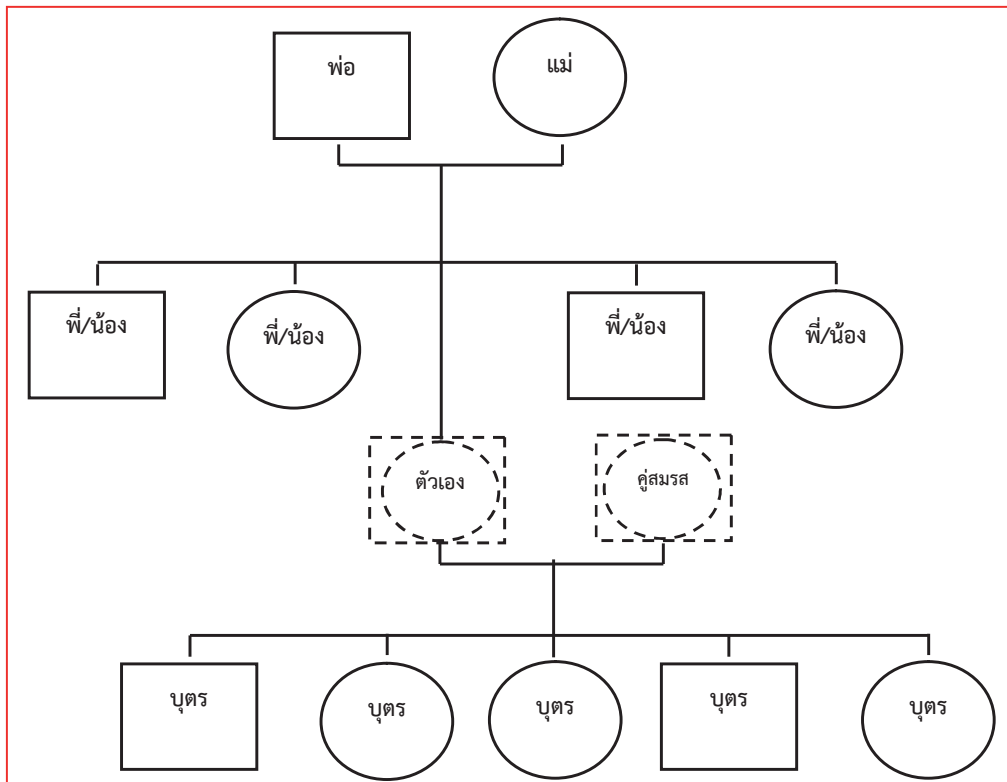 พ่อ
แม่
พี่/น้อง
พี่/น้อง
พี่/น้อง
พี่/น้อง
ตัวเอง
คู่สมรส
บุตร
บุตร
บุตร
บุตร
บุตร